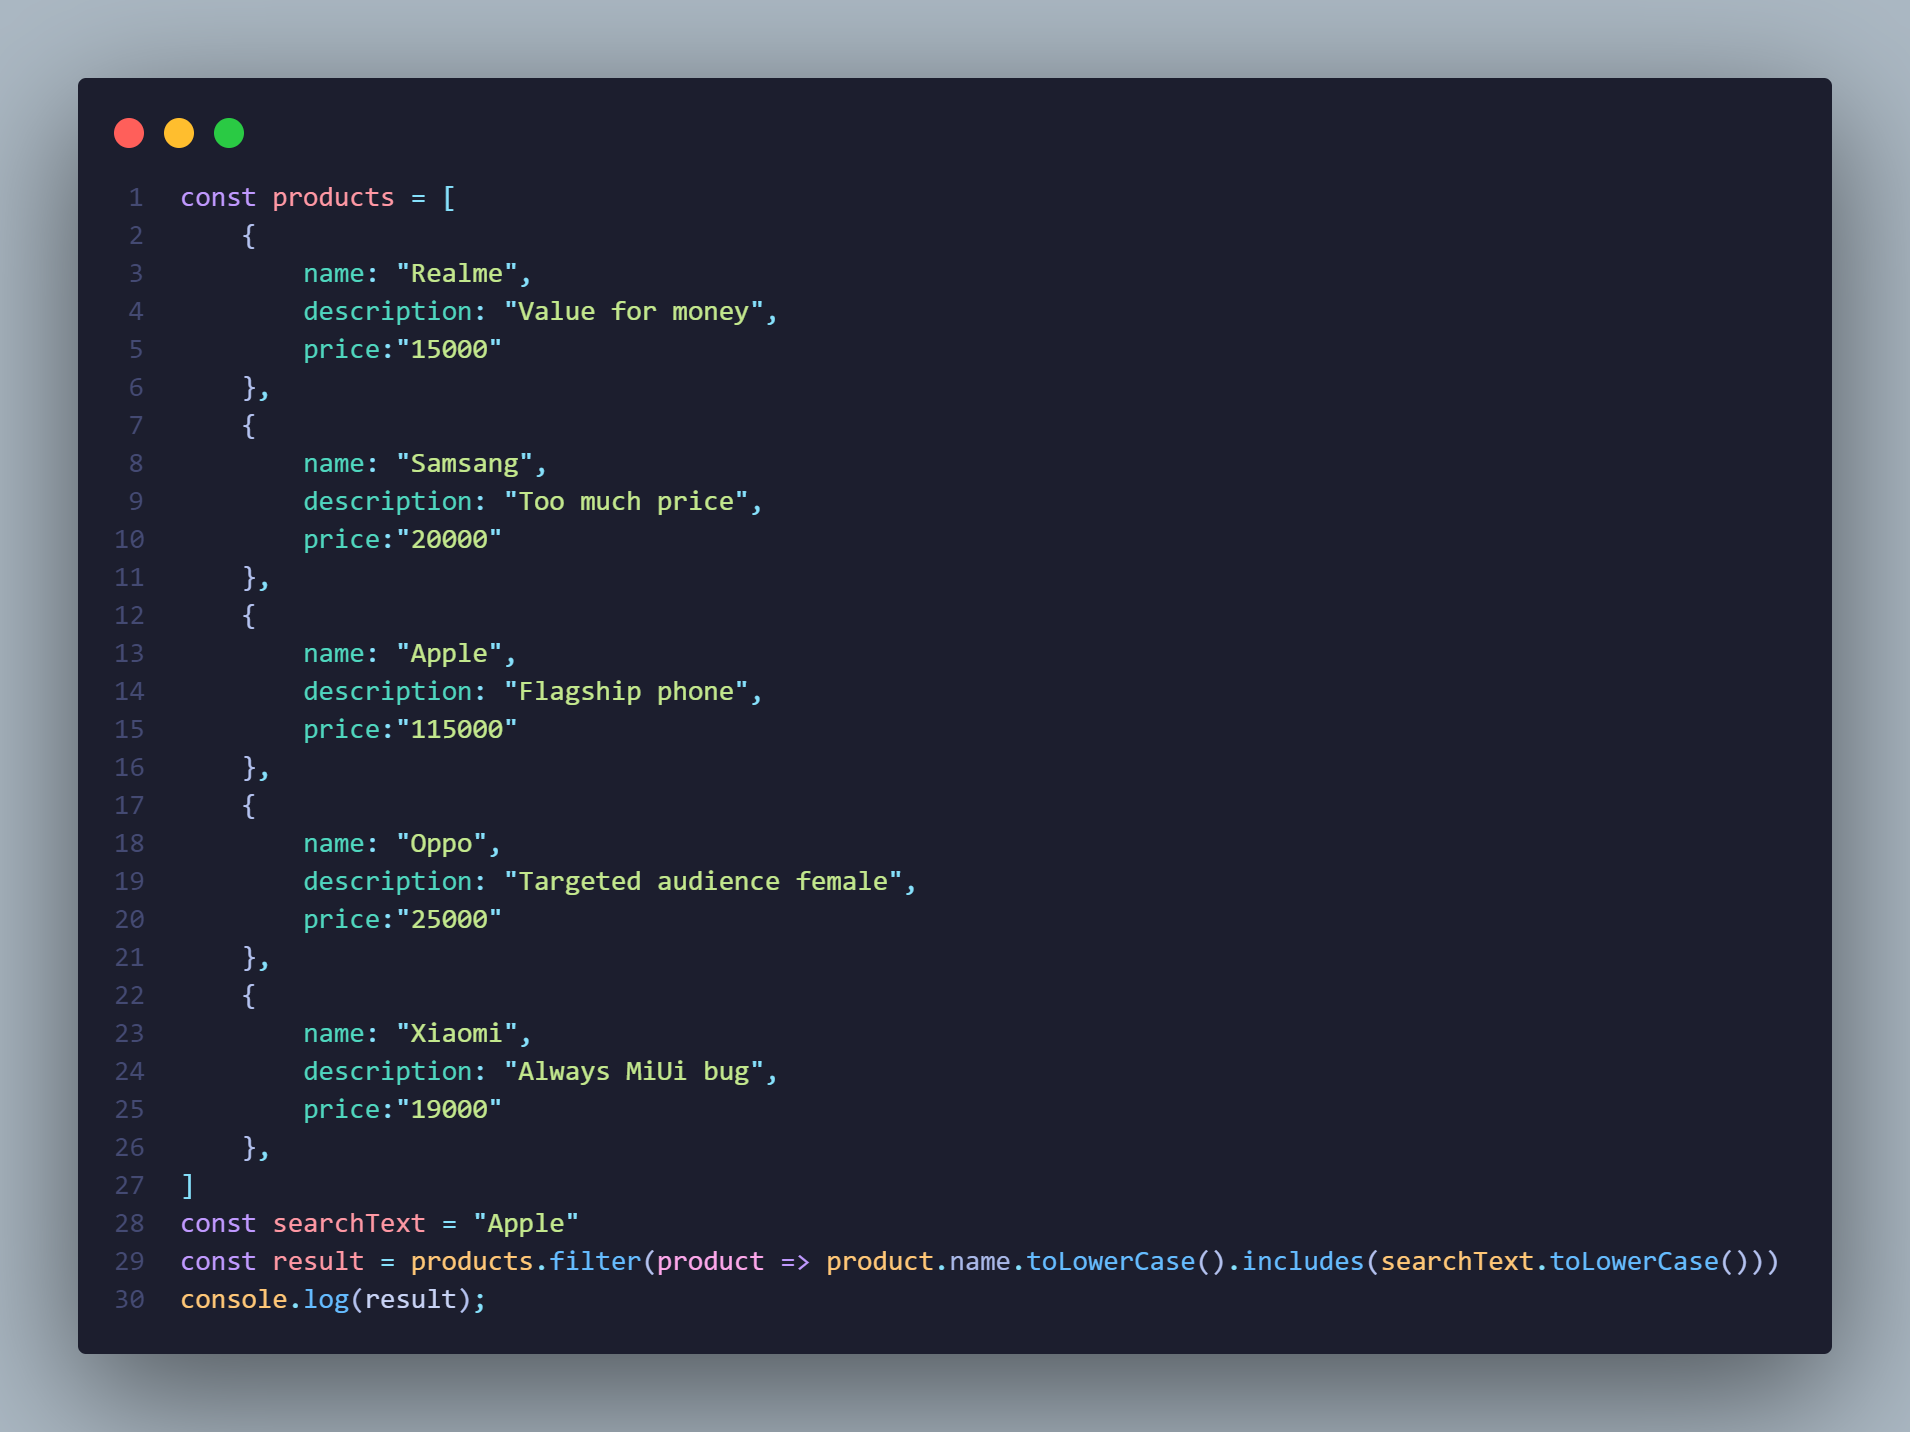 1 const products = [
2     {
3         name: "Realme",
4         description: "Value for money",
5         price:"15000"
6     },
7     {
8         name: "Samsang",
9         description: "Too much price",
10         price:"20000"
11     },
12     {
13         name: "Apple",
14         description: "Flagship phone",
15         price:"115000"
16     },
17     {
18         name: "Oppo",
19         description: "Targeted audience female",
20         price:"25000"
21     },
22     {
23         name: "Xiaomi",
24         description: "Always MiUi bug",
25         price:"19000"
26     },
27 ]
28 const searchText = "Apple"
29 const result = products.filter(product => product.name.toLowerCase().includes(searchText.toLowerCase()))
30 console.log(result);